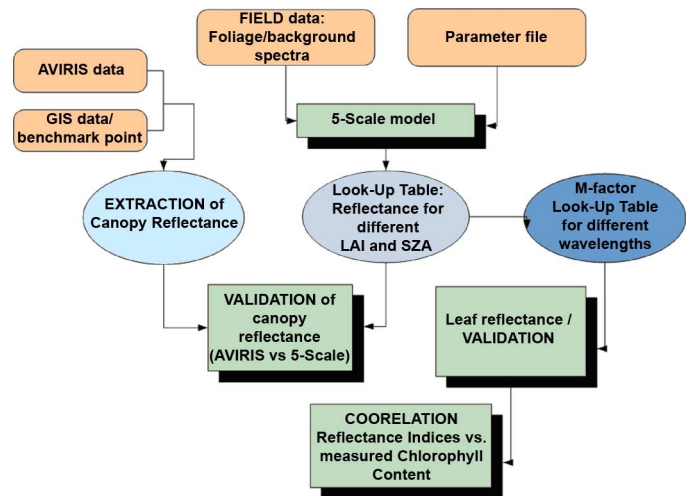 FIELD data:
Foliage/background
spectra
Parameter file
AVIRIS data
GIS data/
benchmark point
5-Scale model
EXTRACTION of
Canopy Reflectance
Look-Up Table:
Reflectance for
different
LAI and SZA
M-factor
Look-Up Table
for different
wavelengths
VALIDATION of
canopy
reflectance
(AVIRIS vs 5-Scale)
Leaf reflectance /
VALIDATION
COORELATION
Reflectance Indices vs.
measured Chlorophyll
Content